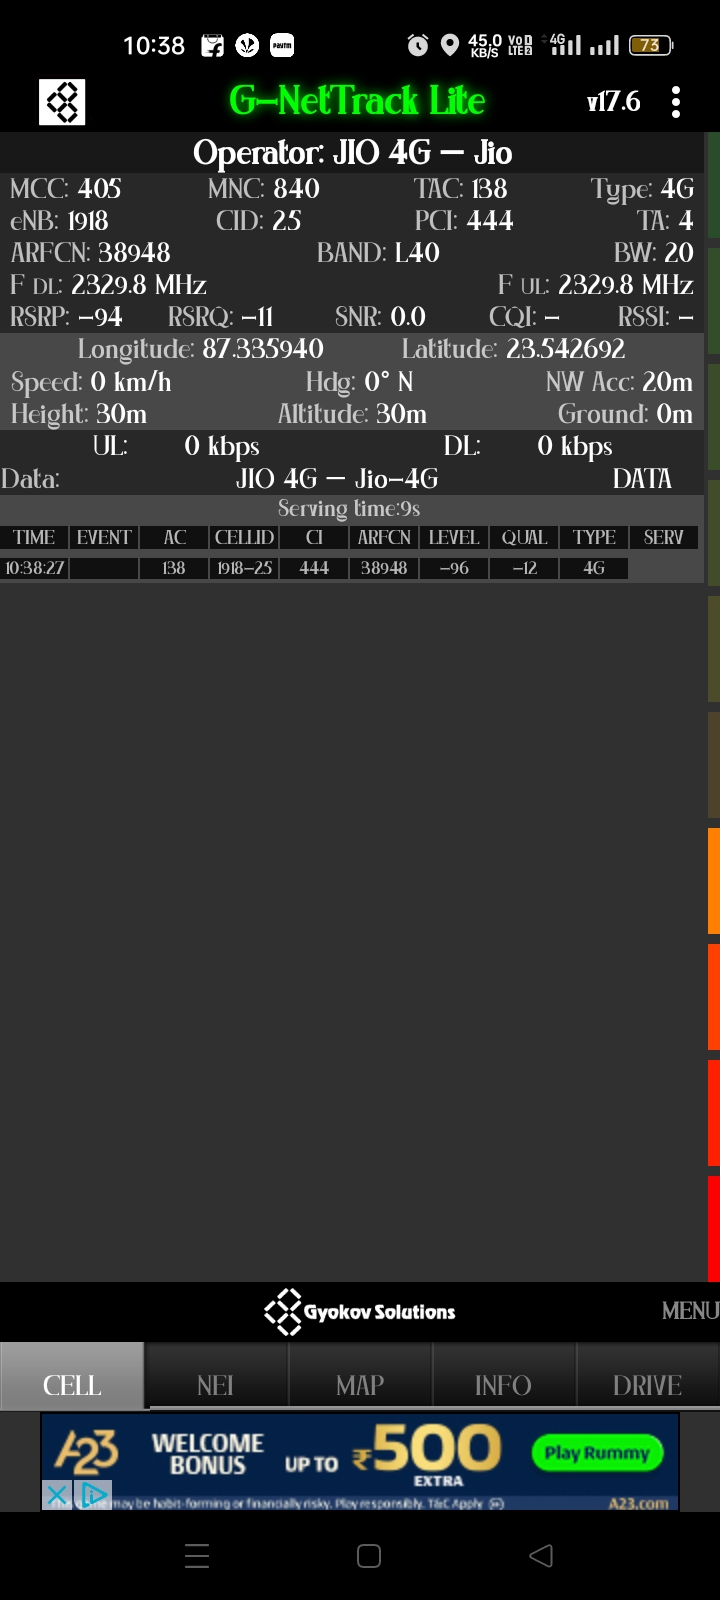 10:38 Paytm 45.0 KB/S VoD LTE2 4G 73
G-NetTrack Lite v17.6
Operator: JIO 4G - Jio
MCC: 405 MNC: 840 TAC: 138 Type: 4G
eNB: 1918 CID: 25 PCI: 444 TA: 4
ARFCN: 38948 BAND: L40 BW: 20
F DL: 2329.8 MHz F UL: 2329.8 MHz
RSRP: -94 RSRQ: -11 SNR: 0.0 CQI: - RSSI: -
Longitude: 87.335940 Latitude: 23.542692
Speed: 0 km/h Hdg: 0° N NW Acc: 20m
Height: 30m Altitude: 30m Ground: 0m
UL: 0 kbps DL: 0 kbps
Data: JIO 4G - Jio-4G DATA
Serving time:9s
TIME EVENT AC CELLID CI ARFCN LEVEL QUAL TYPE SERV
10:38:27 138 1918-25 444 38948 -96 -12 4G
Gyokov Solutions MENU
CELL NEI MAP INFO DRIVE
A23 WELCOME BONUS UP TO ₹500 EXTRA Play Rummy
may be habit-forming or financially risky. Play responsibly. T&C Apply A23.com